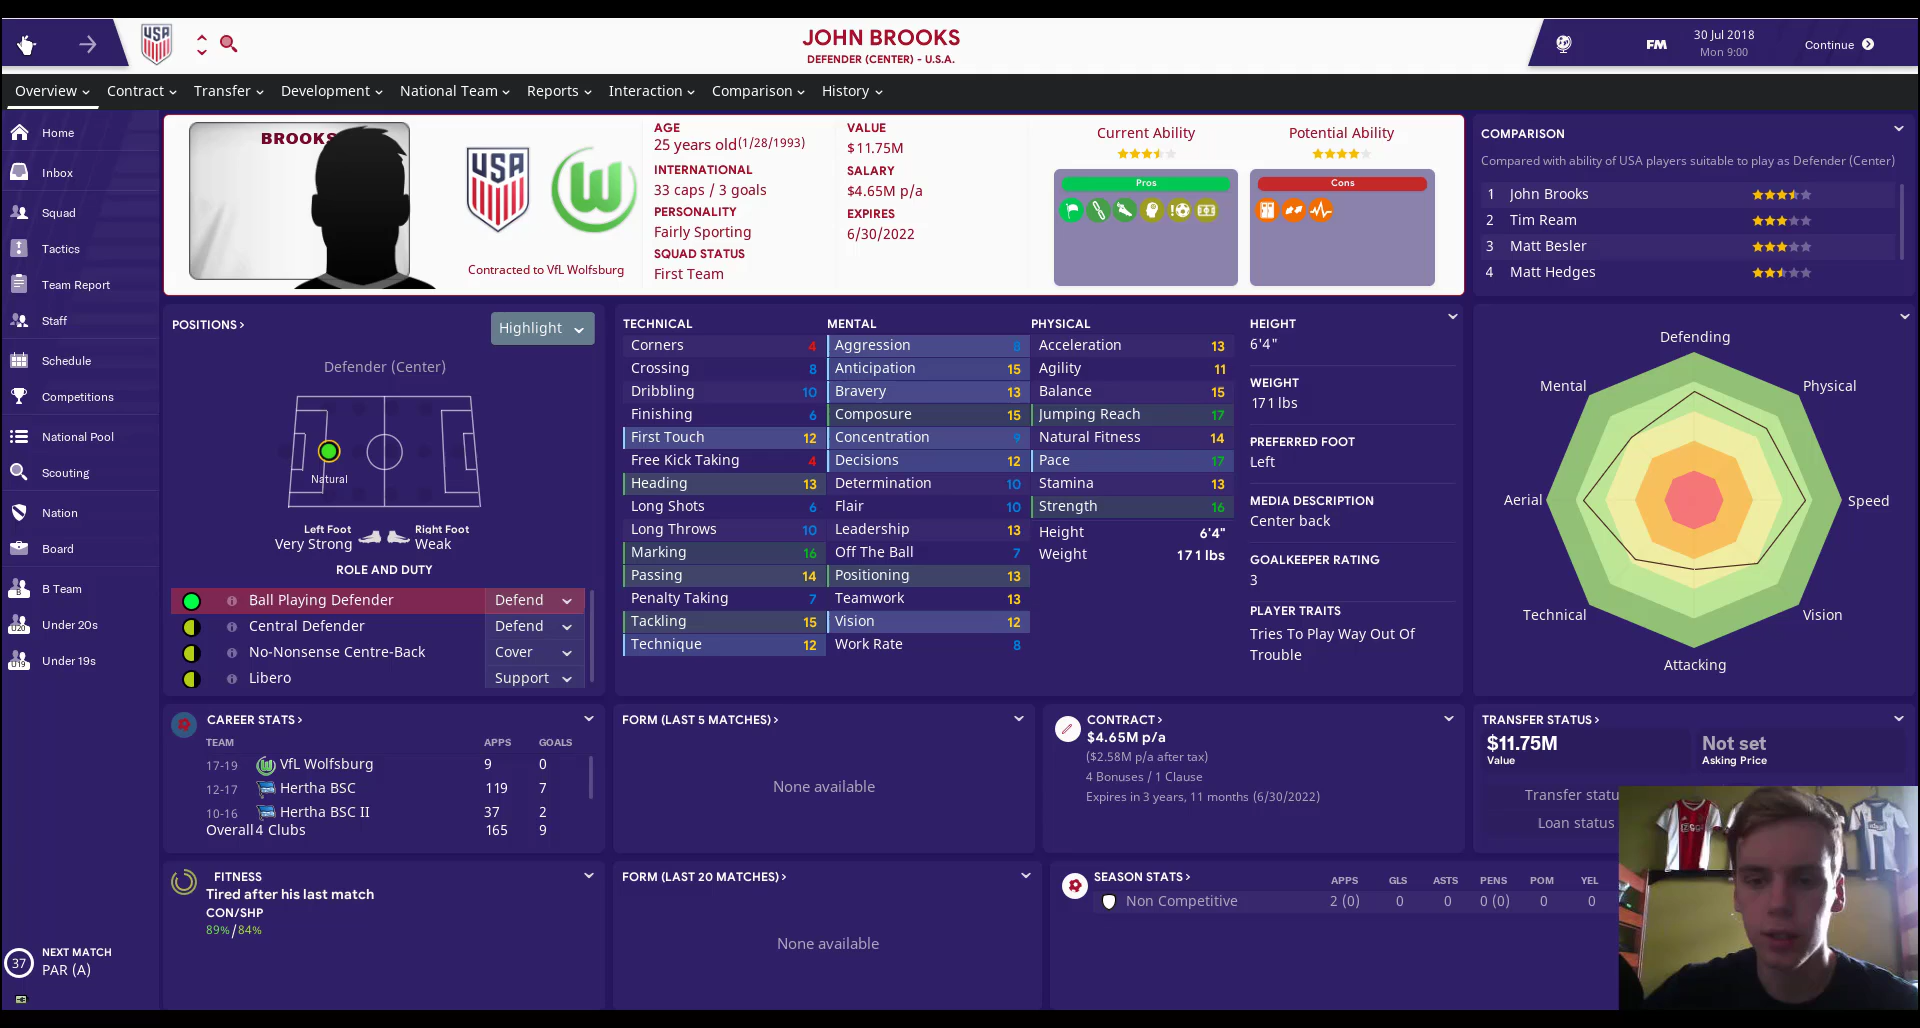 USA
JOHN BROOKS
DEFENDER (CENTER) - U.S.A.
FM
30 Jul 2018
Mon 9:00
Continue
Overview
Contract
Transfer
Development
National Team
Reports
Interaction
Comparison
History
Home
Inbox
Squad
Tactics
Team Report
Staff
Schedule
Competitions
National Pool
Scouting
Nation
Board
B Team
Under 20s
Under 19s
37
NEXT MATCH
PAR (A)
BROOKS
USA
Contracted to VfL Wolfsburg
AGE
25 years old(1/28/1993)
INTERNATIONAL
33 caps / 3 goals
PERSONALITY
Fairly Sporting
SQUAD STATUS
First Team
VALUE
$11.75M
SALARY
$4.65M p/a
EXPIRES
6/30/2022
Current Ability
Pros
Potential Ability
Cons
COMPARISON
Compared with ability of USA players suitable to play as Defender (Center)
1 John Brooks
2 Tim Ream
3 Matt Besler
4 Matt Hedges
POSITIONS >
Highlight
Defender (Center)
Natural
Left Foot
Very Strong
Right Foot
Weak
ROLE AND DUTY
Ball Playing Defender Defend
Central Defender Defend
No-Nonsense Centre-Back Cover
Libero Support
TECHNICAL
Corners 4
Crossing 8
Dribbling 10
Finishing 6
First Touch 12
Free Kick Taking 4
Heading 13
Long Shots 6
Long Throws 10
Marking 16
Passing 14
Penalty Taking 7
Tackling 15
Technique 12
MENTAL
Aggression 8
Anticipation 15
Bravery 13
Composure 15
Concentration 9
Decisions 12
Determination 10
Flair 10
Leadership 13
Off The Ball 7
Positioning 13
Teamwork 13
Vision 12
Work Rate 8
PHYSICAL
Acceleration 13
Agility 11
Balance 15
Jumping Reach 17
Natural Fitness 14
Pace 17
Stamina 13
Strength 16
Height 6'4"
Weight 171 lbs
HEIGHT
6'4"
WEIGHT
171 lbs
PREFERRED FOOT
Left
MEDIA DESCRIPTION
Center back
GOALKEEPER RATING
3
PLAYER TRAITS
Tries To Play Way Out Of
Trouble
Defending
Mental
Physical
Aerial
Speed
Technical
Vision
Attacking
CAREER STATS >
TEAM APPS GOALS
17-19 VfL Wolfsburg 9 0
12-17 Hertha BSC 119 7
10-16 Hertha BSC II 37 2
Overall 4 Clubs 165 9
FORM (LAST 5 MATCHES) >
None available
CONTRACT >
$4.65M p/a
($2.58M p/a after tax)
4 Bonuses / 1 Clause
Expires in 3 years, 11 months (6/30/2022)
TRANSFER STATUS >
$11.75M
Value
Not set
Asking Price
Transfer statu
Loan status
FITNESS
Tired after his last match
CON/SHP
89%/84%
FORM (LAST 20 MATCHES) >
None available
SEASON STATS >
APPS GLS ASTS PENS POM YEL
Non Competitive 2 (0) 0 0 0 (0) 0 0